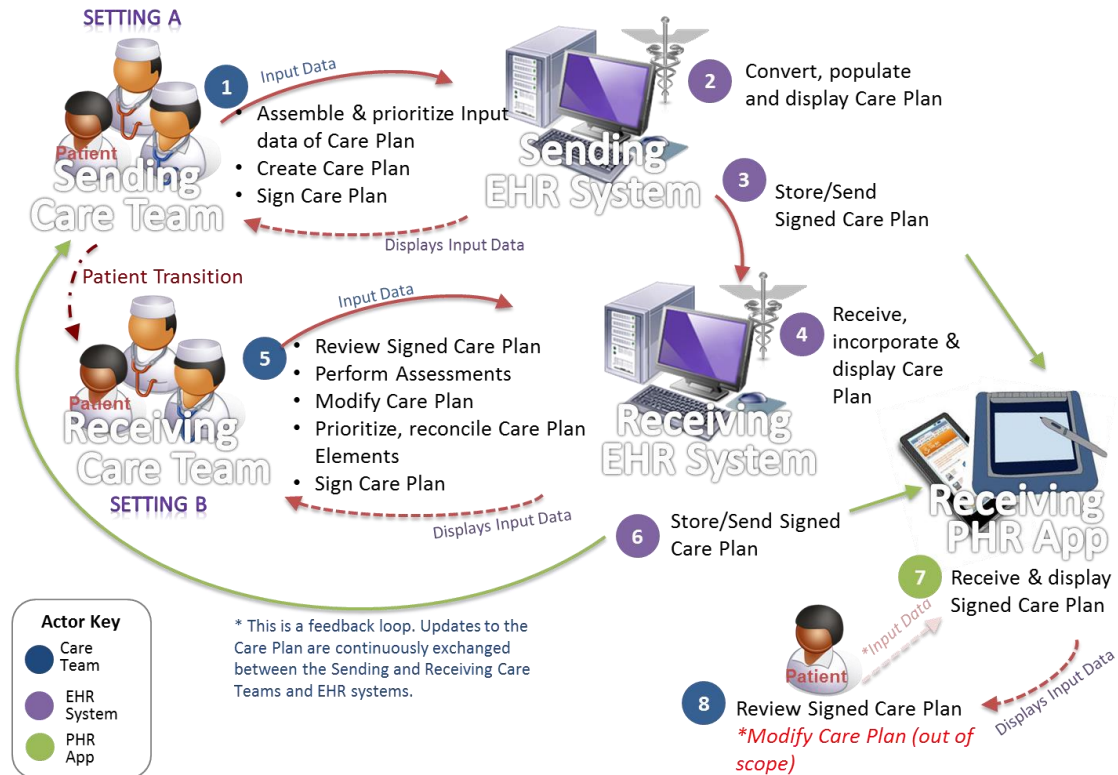 SETTING A
1
Input Data
• Assemble & prioritize Input
data of Care Plan
• Create Care Plan
• Sign Care Plan
Patient
Sending
Care Team
Displays Input Data
Sending
EHR System
2
Convert, populate
and display Care Plan
3
Store/Send
Signed Care Plan
Patient Transition
Input Data
5
• Review Signed Care Plan
• Perform Assessments
• Modify Care Plan
• Prioritize, reconcile Care Plan
Elements
• Sign Care Plan
Patient
Receiving
Care Team
SETTING B
Displays Input Data
Receiving
EHR System
4
Receive,
incorporate &
display Care
Plan
Receiving
PHR App
6
Store/Send Signed
Care Plan
7
Receive & display
Signed Care Plan
*Input Data
Patient
Displays Input Data
8
Review Signed Care Plan
*Modify Care Plan (out of
scope)
* This is a feedback loop. Updates to the
Care Plan are continuously exchanged
between the Sending and Receiving Care
Teams and EHR systems.
Actor Key
Care
Team
EHR
System
PHR
App